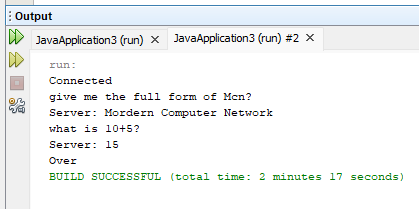 Output
JavaApplication3 (run) × JavaApplication3 (run) #2 ×
run:
Connected
give me the full form of Mcn?
Server: Mordern Computer Network
what is 10+5?
Server: 15
Over
BUILD SUCCESSFUL (total time: 2 minutes 17 seconds)